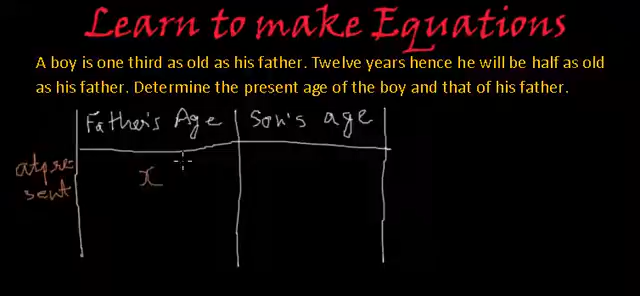 Learn to make Equations
A boy is one third as old as his father. Twelve years hence he will be half as old
as his father. Determine the present age of the boy and that of his father.
Father's Age Son's age
at pre
sent
x